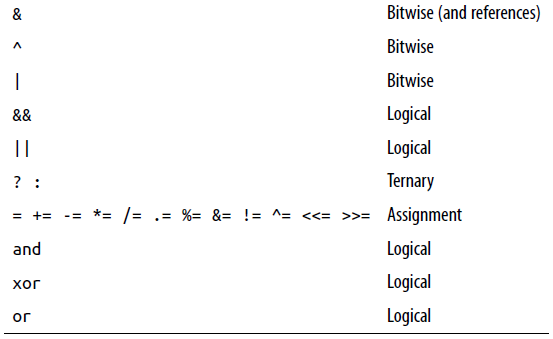 & Bitwise (and references)
^ Bitwise
| Bitwise
&& Logical
|| Logical
? : Ternary
= += -= *= /= .= %= &= != ^= <<= >>= Assignment
and Logical
xor Logical
or Logical